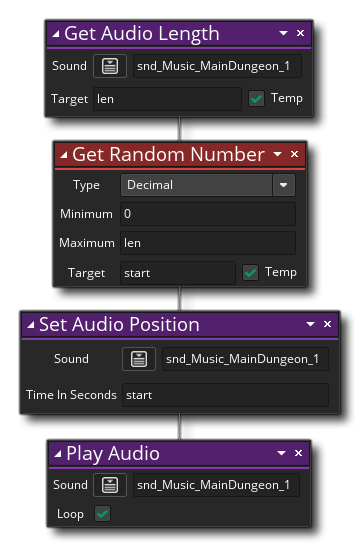 Get Audio Length
Sound snd_Music_MainDungeon_1
Target len Temp
Get Random Number
Type Decimal
Minimum 0
Maximum len
Target start Temp
Set Audio Position
Sound snd_Music_MainDungeon_1
Time In Seconds start
Play Audio
Sound snd_Music_MainDungeon_1
Loop